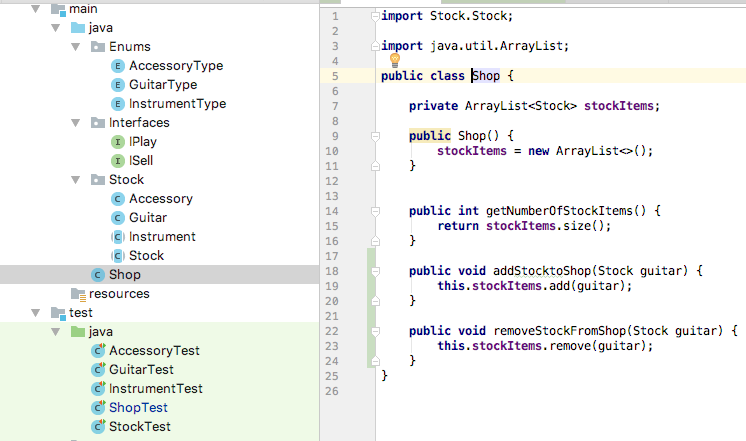 main
java
Enums
E AccessoryType
E GuitarType
E InstrumentType
Interfaces
I IPlay
I ISell
Stock
C Accessory
C Guitar
C Instrument
C Stock
C Shop
resources
test
java
C AccessoryTest
C GuitarTest
C InstrumentTest
C ShopTest
C StockTest
1 import Stock.Stock;
2
3 import java.util.ArrayList;
4
5 public class Shop {
6
7 private ArrayList<Stock> stockItems;
8
9 public Shop() {
10 stockItems = new ArrayList<>();
11 }
12
13
14 public int getNumberOfStockItems() {
15 return stockItems.size();
16 }
17
18 public void addStocktoShop(Stock guitar) {
19 this.stockItems.add(guitar);
20 }
21
22 public void removeStockFromShop(Stock guitar) {
23 this.stockItems.remove(guitar);
24 }
25 }
26